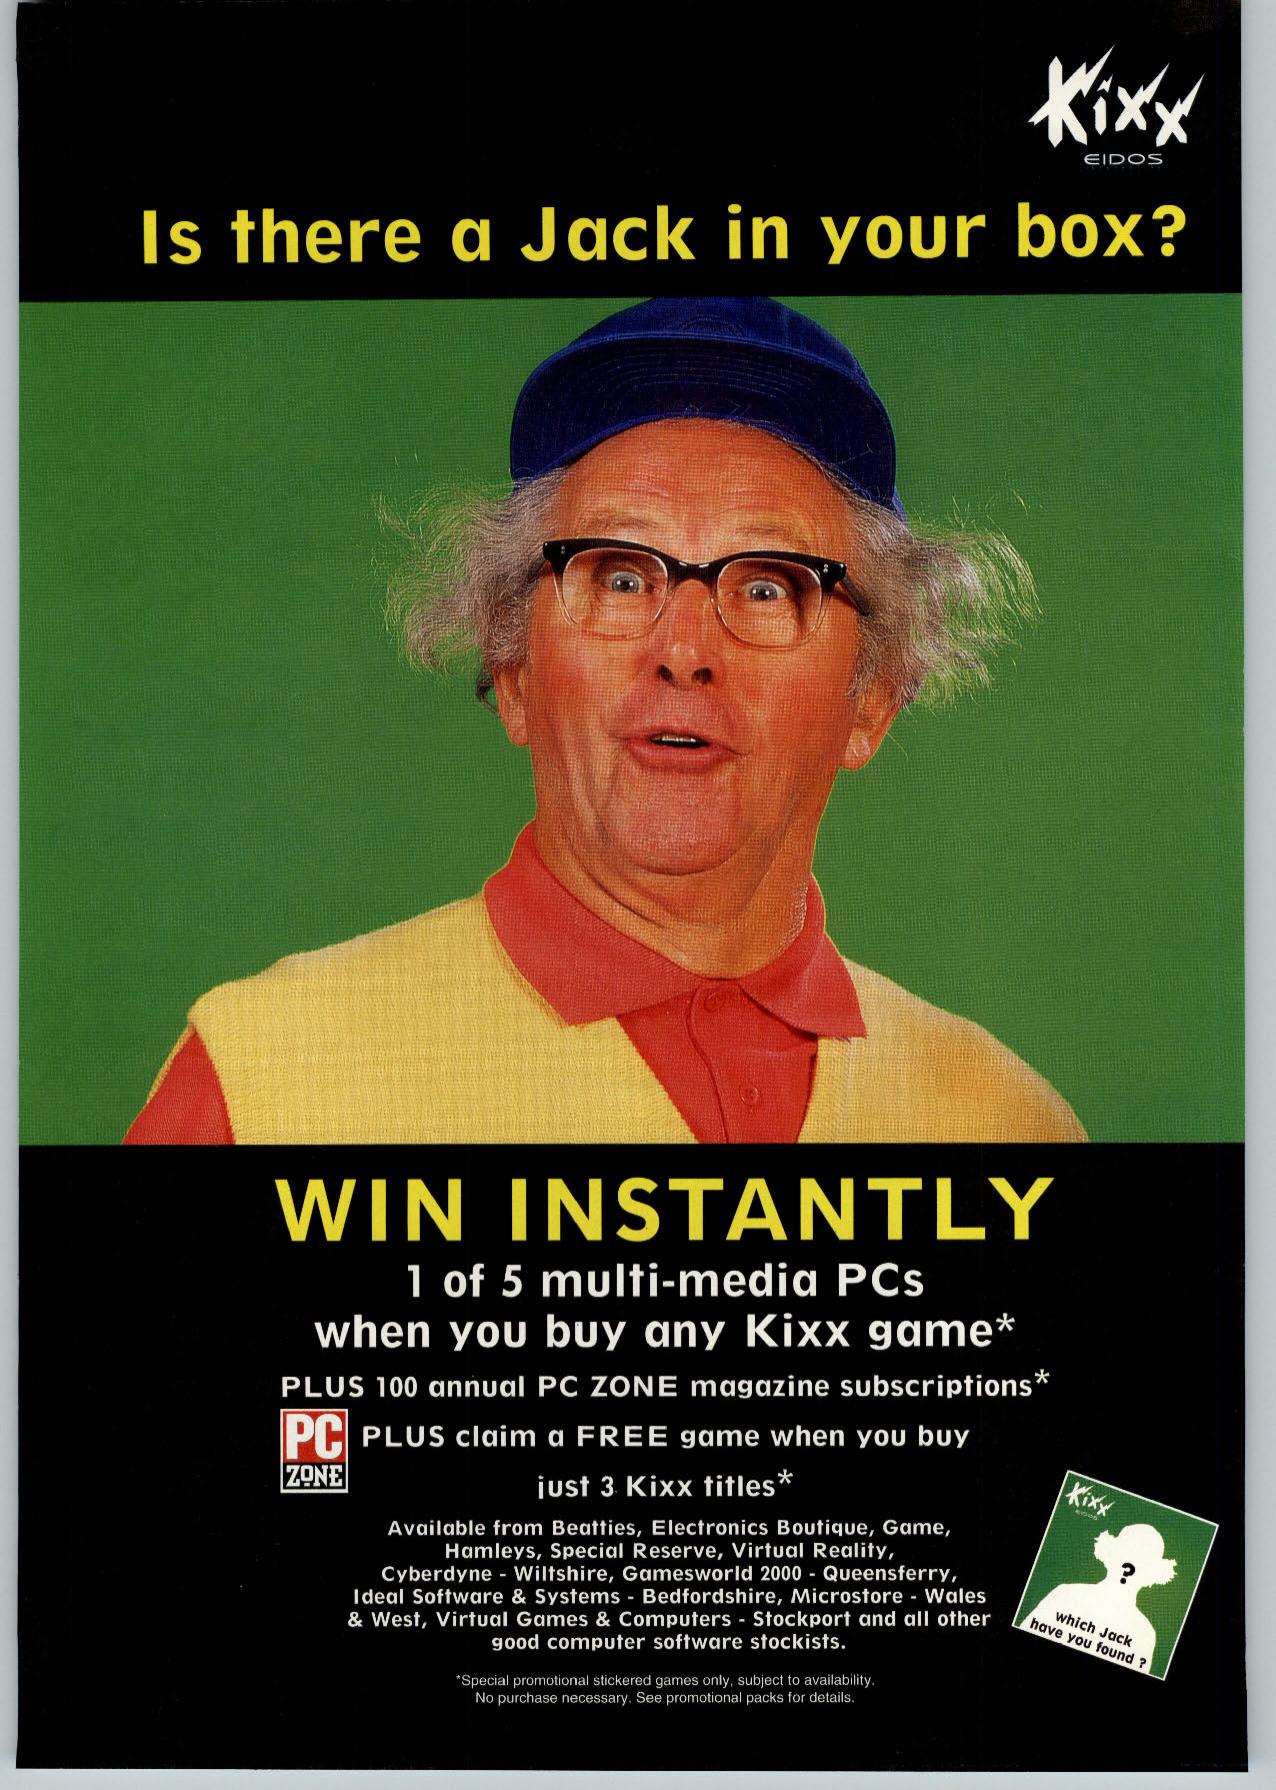 Kixx
EIDOS
Is there a Jack in your box?
WIN INSTANTLY
1 of 5 multi-media PCs
when you buy any Kixx game*
PLUS 100 annual PC ZONE magazine subscriptions*
PC
ZONE
PLUS claim a FREE game when you buy
just 3 Kixx titles*
Available from Beatties, Electronics Boutique, Game,
Hamleys, Special Reserve, Virtual Reality,
Cyberdyne - Wiltshire, Gamesworld 2000 - Queensferry,
Ideal Software & Systems - Bedfordshire, Microstore - Wales
& West, Virtual Games & Computers - Stockport and all other
good computer software stockists.
Kixx
EIDOS
?
which Jack
have you found ?
*Special promotional stickered games only, subject to availability.
No purchase necessary. See promotional packs for details.